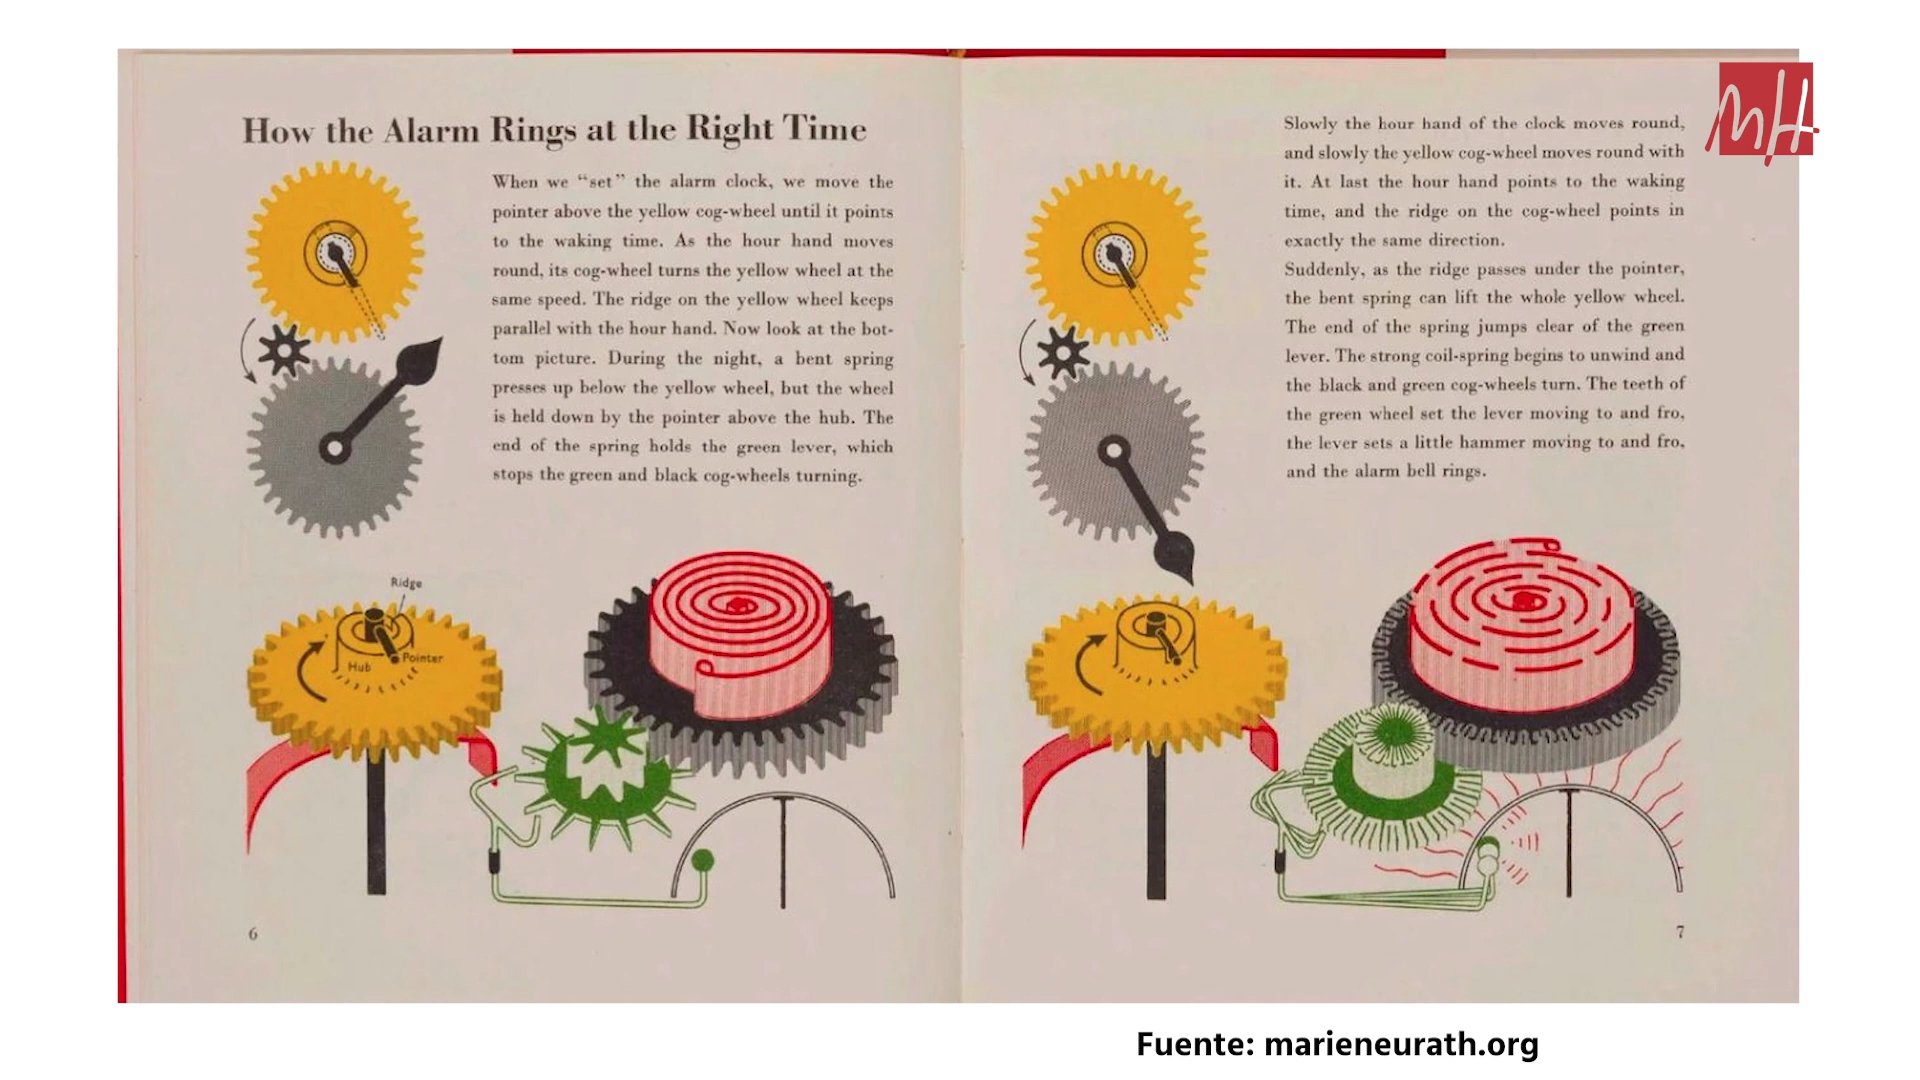 How the Alarm Rings at the Right Time
When we “set” the alarm clock, we move the
pointer above the yellow cog-wheel until it points
to the waking time. As the hour hand moves
round, its cog-wheel turns the yellow wheel at the
same speed. The ridge on the yellow wheel keeps
parallel with the hour hand. Now look at the bot-
tom picture. During the night, a bent spring
presses up below the yellow wheel, but the wheel
is held down by the pointer above the hub. The
end of the spring holds the green lever, which
stops the green and black cog-wheels turning.
Ridge
Pointer
Hub
6
Slowly the hour hand of the clock moves round,
and slowly the yellow cog-wheel moves round with
it. At last the hour hand points to the waking
time, and the ridge on the cog-wheel points in
exactly the same direction.
Suddenly, as the ridge passes under the pointer,
the bent spring can lift the whole yellow wheel.
The end of the spring jumps clear of the green
lever. The strong coil-spring begins to unwind and
the black and green cog-wheels turn. The teeth of
the green wheel set the lever moving to and fro,
the lever sets a little hammer moving to and fro,
and the alarm bell rings.
7
MH
Fuente: marieneurath.org